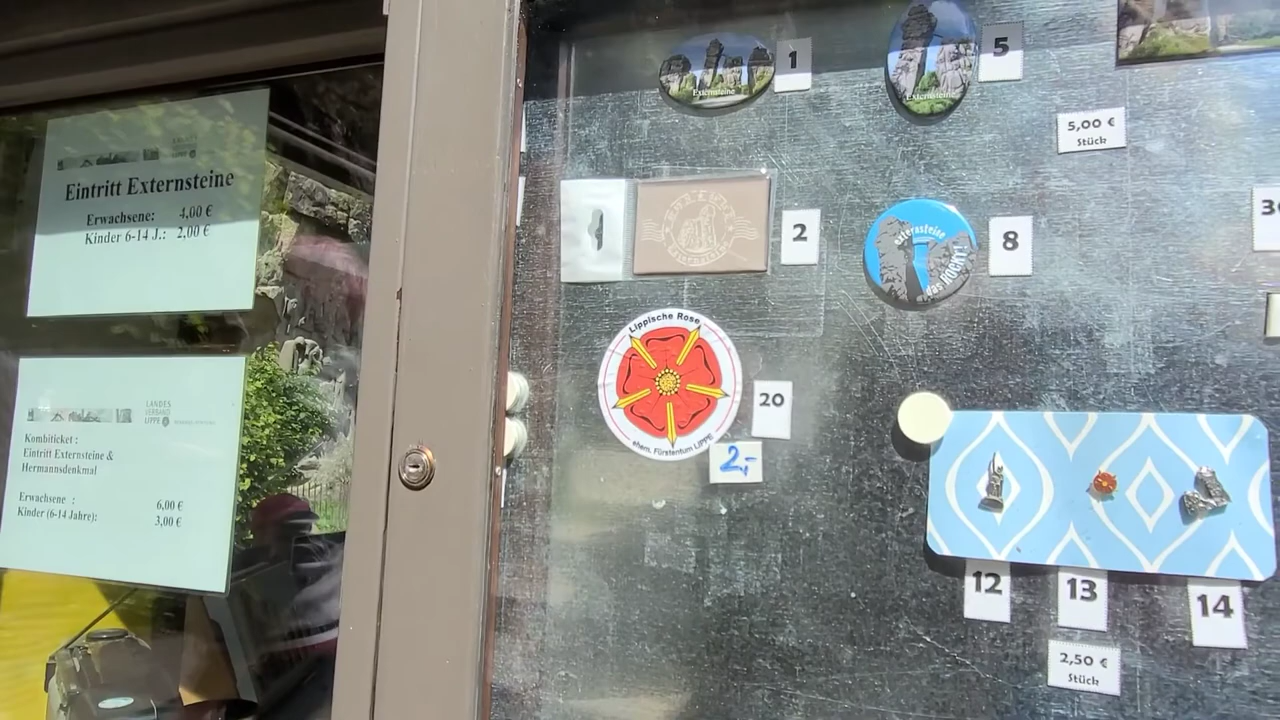 Eintritt Externsteine
Erwachsene: 4,00 €
Kinder 6-14 J.: 2,00 €
LANDES
VERBAND
LIPPE
Kombiticket :
Eintritt Externsteine &
Hermannsdenkmal
Erwachsene : 6,00 €
Kinder (6-14 Jahre): 3,00 €
Externsteine
1
Externsteine
5
5,00 €
Stück
Externsteine
2
externsteine
das ROCKT!
8
30
Lippische Rose
ehem. Fürstentum LIPPE
20
2,-
12
13
14
2,50 €
Stück